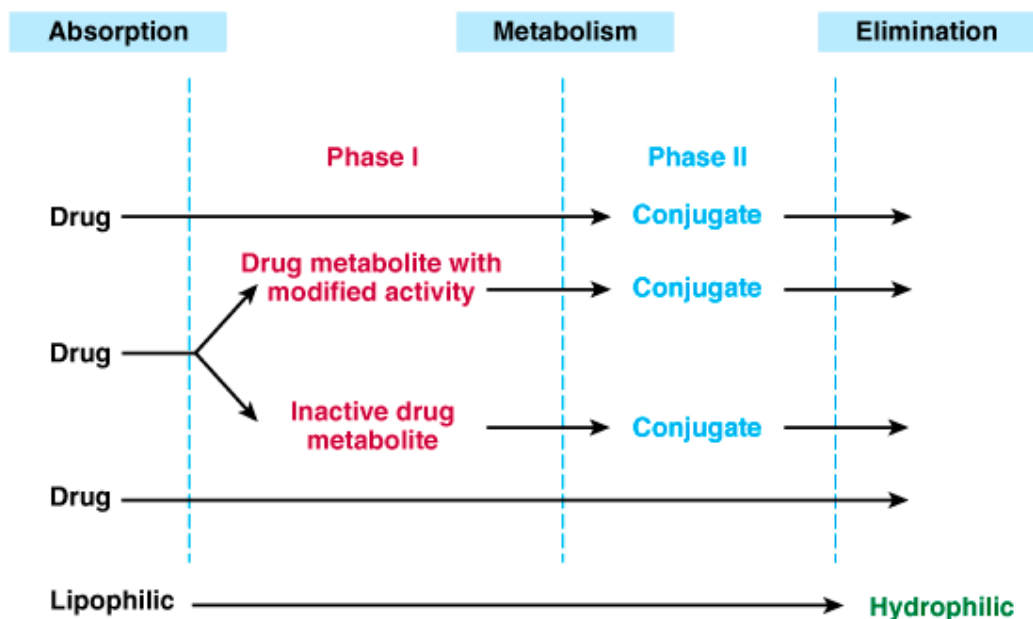 Absorption
Metabolism
Elimination
Phase I
Phase II
Drug
Conjugate
Drug metabolite with
modified activity
Conjugate
Drug
Inactive drug
metabolite
Conjugate
Drug
Lipophilic
Hydrophilic